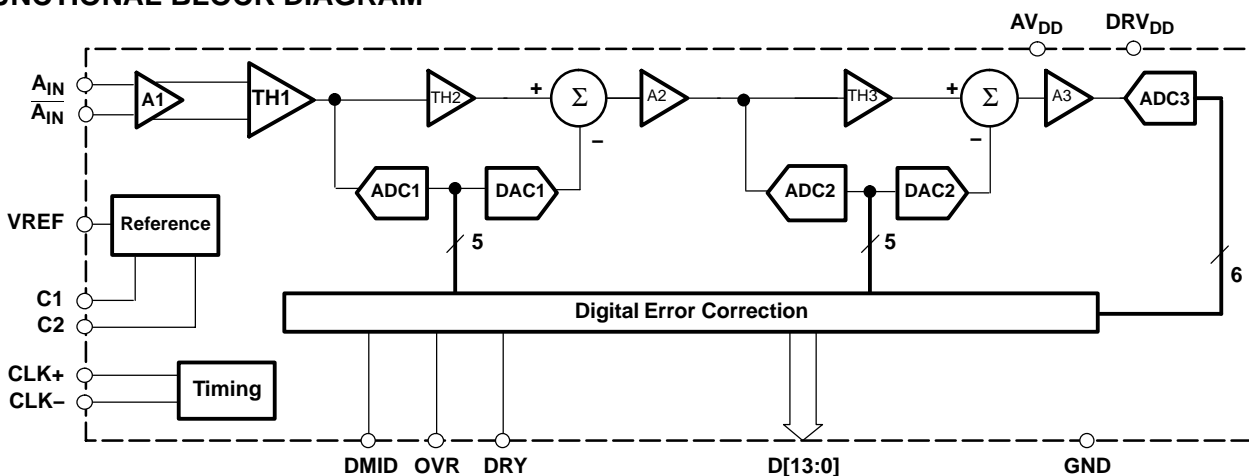 FUNCTIONAL BLOCK DIAGRAM
AVDD DRVDD
AIN
AIN
A1
TH1
TH2
+
Σ
–
A2
TH3
+
Σ
–
A3
ADC3
ADC1
DAC1
ADC2
DAC2
VREF
Reference
5
5
6
C1
C2
Digital Error Correction
CLK+
CLK–
Timing
DMID OVR DRY D[13:0] GND